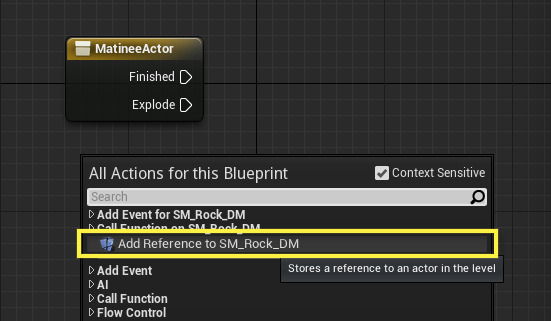 MatineeActor
Finished
Explode
All Actions for this Blueprint
Context Sensitive
Search
Add Event for SM_Rock_DM
Call Function on SM_Rock_DM
Add Reference to SM_Rock_DM
Stores a reference to an actor in the level
Add Event
AI
Call Function
Flow Control